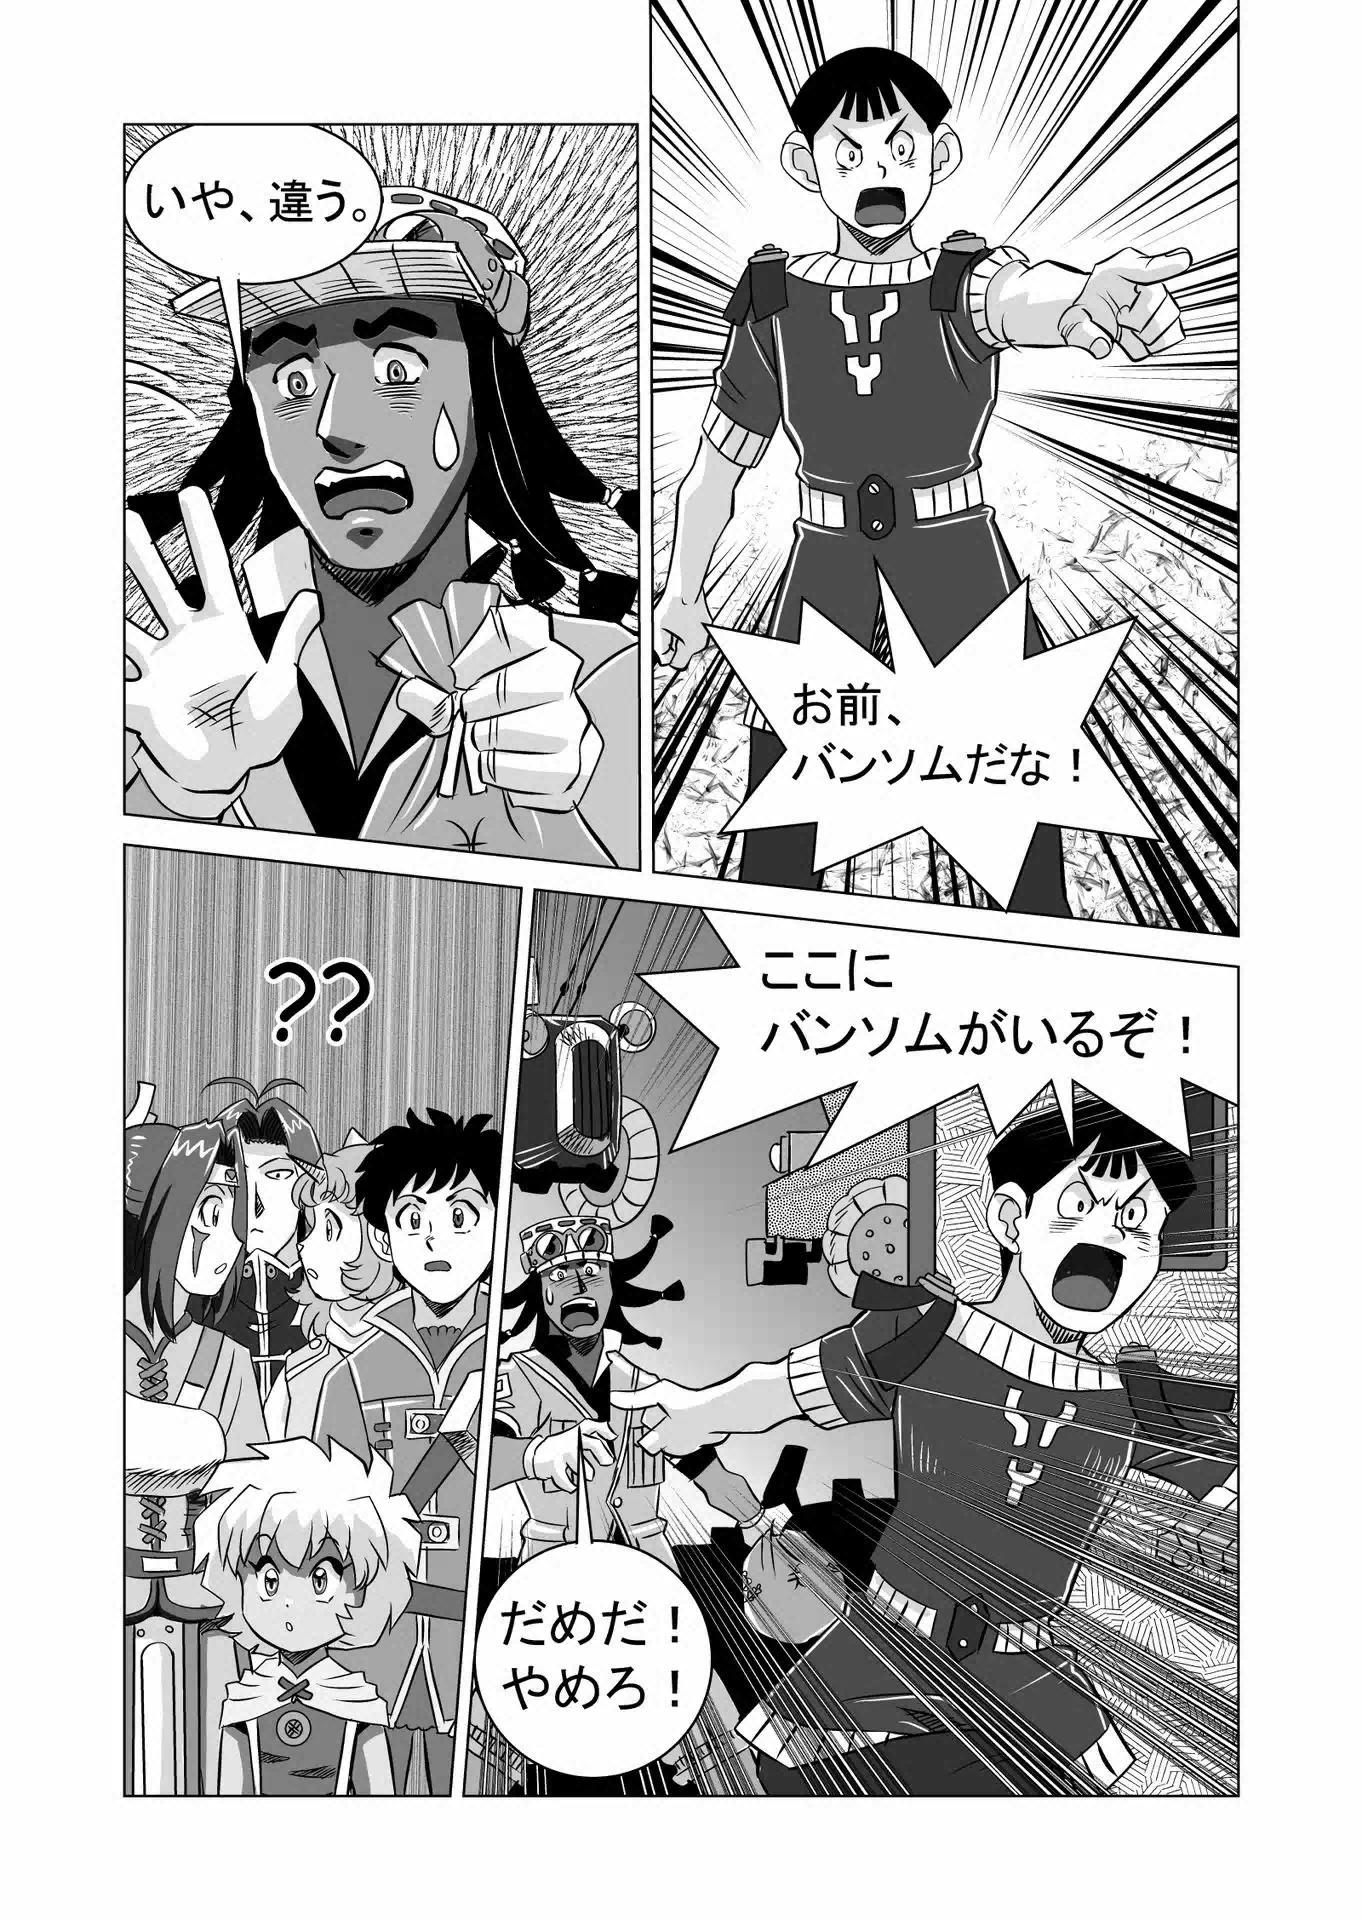 お前、
バンソムだな！
いや、違う。
ここに
バンソムがいるぞ！
だめだ！
やめろ！
??